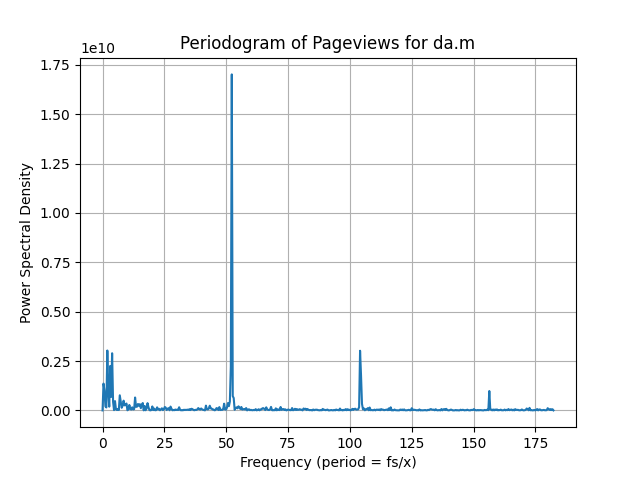 Periodogram of Pageviews for da.m
1e10
1.75
1.50
1.25
1.00
0.75
0.50
0.25
0.00
Power Spectral Density
0 25 50 75 100 125 150 175
Frequency (period = fs/x)